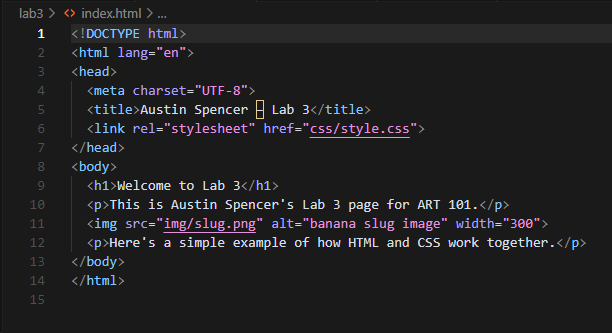 lab3 > index.html > ...
1 <!DOCTYPE html>
2 <html lang="en">
3 <head>
4 <meta charset="UTF-8">
5 <title>Austin Spencer – Lab 3</title>
6 <link rel="stylesheet" href="css/style.css">
7 </head>
8 <body>
9 <h1>Welcome to Lab 3</h1>
10 <p>This is Austin Spencer's Lab 3 page for ART 101.</p>
11 <img src="img/slug.png" alt="banana slug image" width="300">
12 <p>Here's a simple example of how HTML and CSS work together.</p>
13 </body>
14 </html>
15